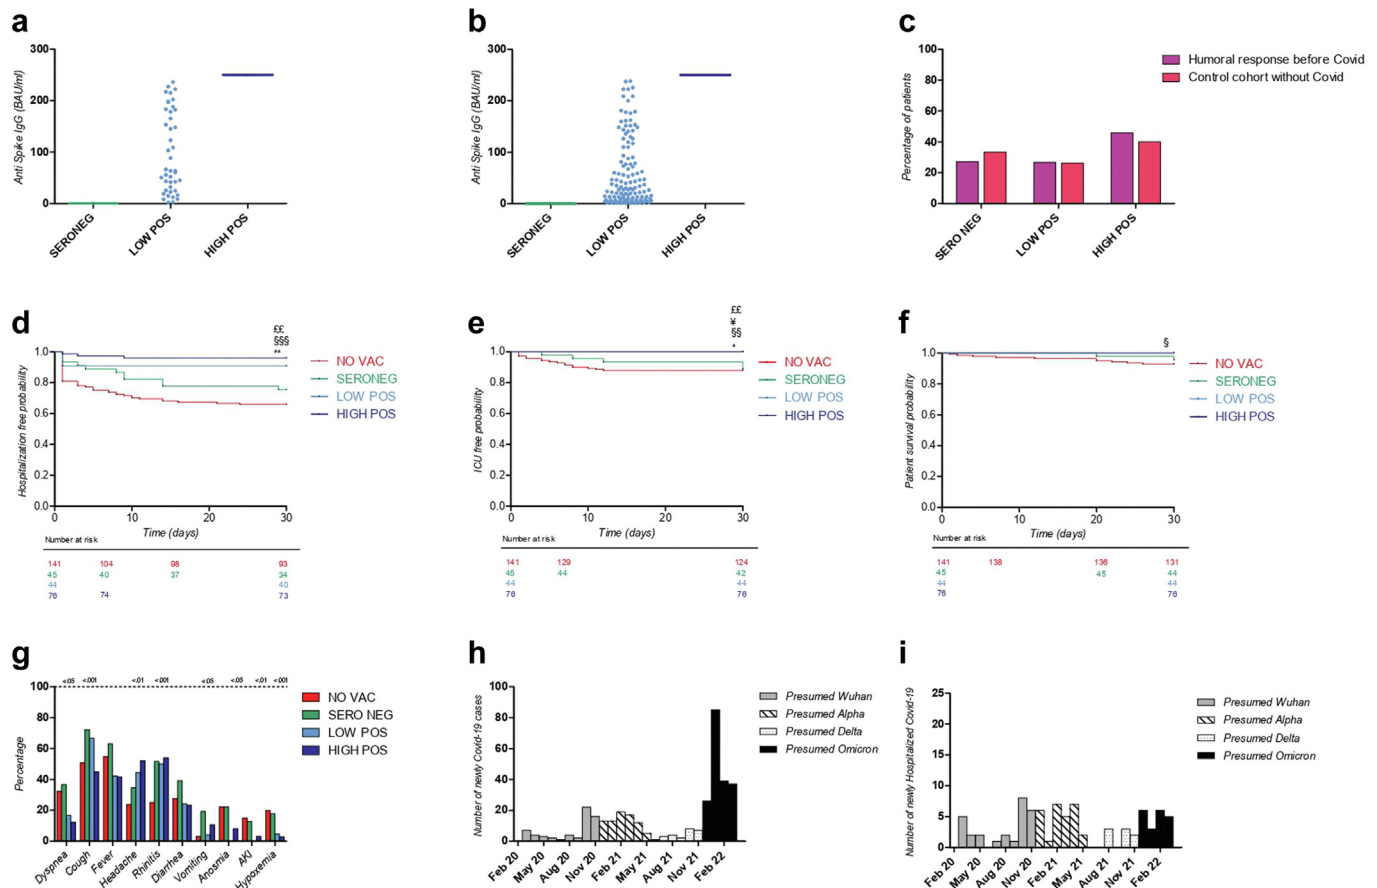 a
Anti Spike IgG (BAU/ml)
300
200
100
0
SERONEG
LOW POS
HIGH POS
b
Anti Spike IgG (BAU/ml)
300
200
100
0
SERONEG
LOW POS
HIGH POS
c
Percentage of patients
100
80
60
40
20
0
SERO NEG
LOW POS
HIGH POS
Humoral response before Covid
Control cohort without Covid
d
££
§§§
**
Hospitalization free probability
1.0
0.8
0.6
0.4
0.2
0.0
0 10 20 30
Time (days)
NO VAC
SERONEG
LOW POS
HIGH POS
Number at risk
141 104 98 93
45 40 37 34
44 40
76 74 73
e
££
¥
§§
*
ICU free probability
1.0
0.8
0.6
0.4
0.2
0.0
0 10 20 30
Time (days)
NO VAC
SERONEG
LOW POS
HIGH POS
Number at risk
141 129 124
45 44 42
44 44
76 76
f
§
Patient survival probability
1.0
0.8
0.6
0.4
0.2
0.0
0 10 20 30
Time (days)
NO VAC
SERONEG
LOW POS
HIGH POS
Number at risk
141 138 136 131
45 45 44
44 44
76 76
g
<.05 <.001 <.01 <.001 <.05 <.05 <.01 <.001
Percentage
100
80
60
40
20
0
Dyspnea
Cough
Fever
Headache
Rhinitis
Diarrhea
Vomiting
Anosmia
AKI
Hypoxemia
NO VAC
SERO NEG
LOW POS
HIGH POS
h
Number of newly Covid-19 cases
100
80
60
40
20
0
Feb 20
May 20
Aug 20
Nov 20
Feb 21
May 21
Aug 21
Nov 21
Feb 22
Presumed Wuhan
Presumed Alpha
Presumed Delta
Presumed Omicron
i
Number of newly Hospitalized Covid-19
25
20
15
10
5
0
Feb 20
May 20
Aug 20
Nov 20
Feb 21
May 21
Aug 21
Nov 21
Feb 22
Presumed Wuhan
Presumed Alpha
Presumed Delta
Presumed Omicron